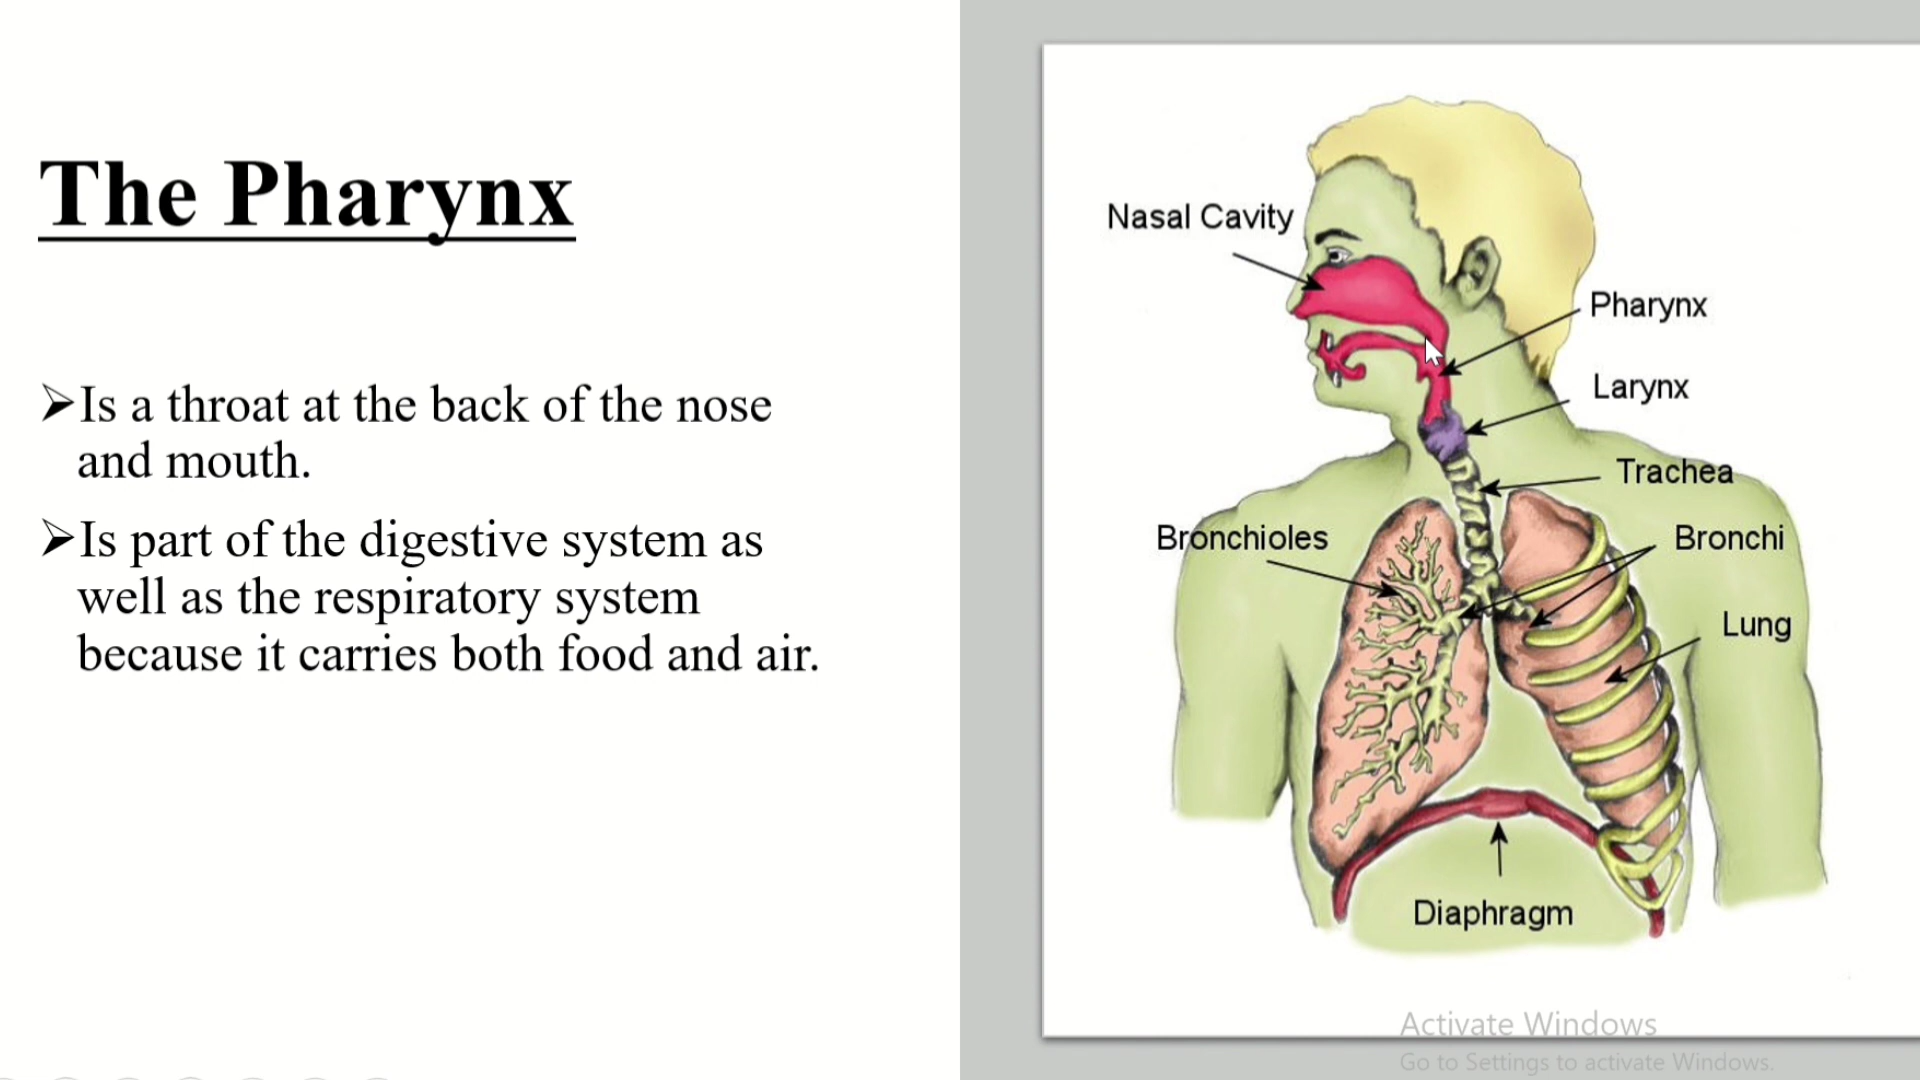 The Pharynx
➢Is a throat at the back of the nose
and mouth.
➢Is part of the digestive system as
well as the respiratory system
because it carries both food and air.
Nasal Cavity
Pharynx
Larynx
Trachea
Bronchioles
Bronchi
Lung
Diaphragm
Activate Windows
Go to Settings to activate Windows.